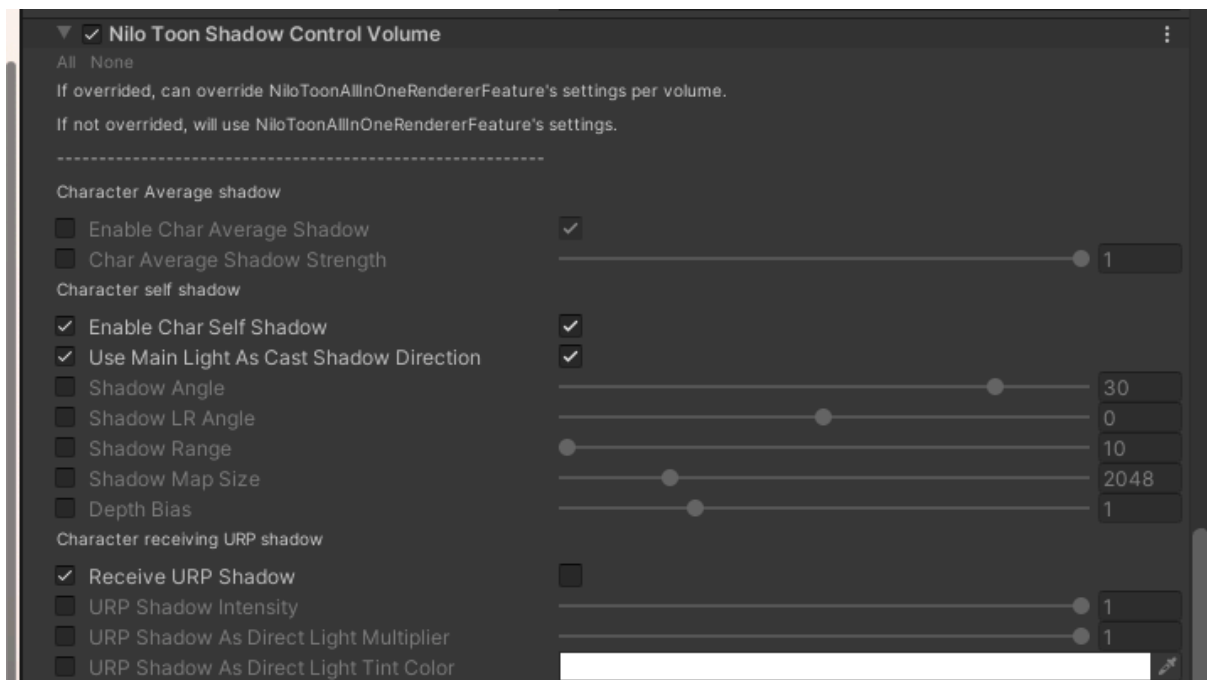 Nilo Toon Shadow Control Volume
All None
If overrided, can override NiloToonAllInOneRendererFeature's settings per volume.
If not overrided, will use NiloToonAllInOneRendererFeature's settings.
----------------------------------------------------------
Character Average shadow
Enable Char Average Shadow
Char Average Shadow Strength 1
Character self shadow
Enable Char Self Shadow
Use Main Light As Cast Shadow Direction
Shadow Angle 30
Shadow LR Angle 0
Shadow Range 10
Shadow Map Size 2048
Depth Bias 1
Character receiving URP shadow
Receive URP Shadow
URP Shadow Intensity 1
URP Shadow As Direct Light Multiplier 1
URP Shadow As Direct Light Tint Color